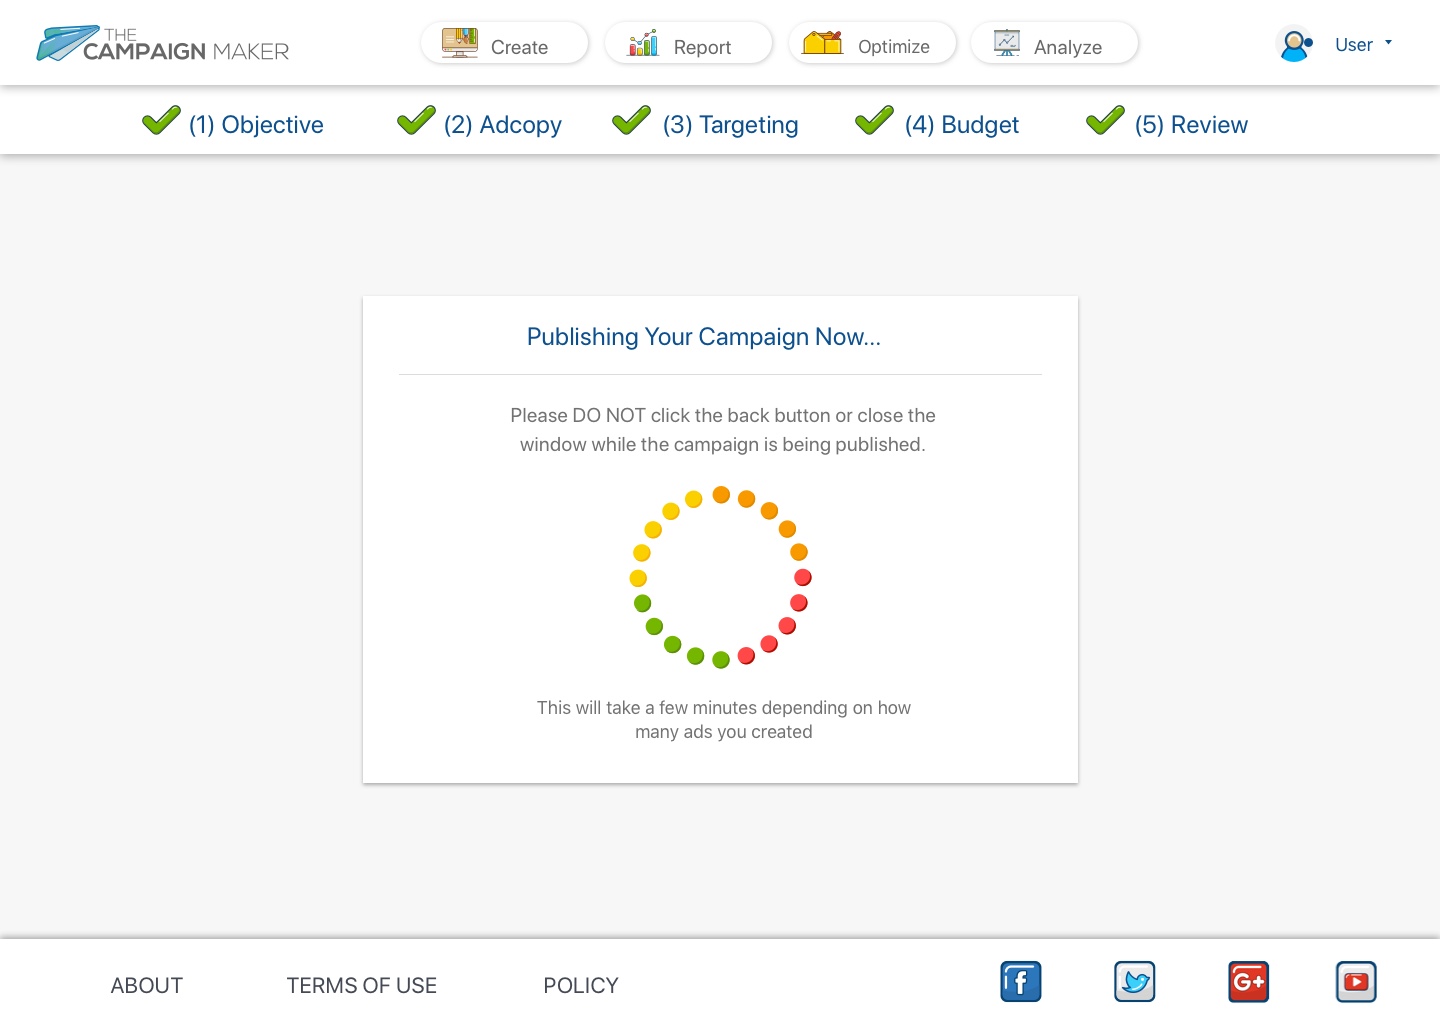 THE
CAMPAIGN MAKER
Create
Report
Optimize
Analyze
User
(1) Objective
(2) Adcopy
(3) Targeting
(4) Budget
(5) Review
Publishing Your Campaign Now...
Please DO NOT click the back button or close the
window while the campaign is being published.
This will take a few minutes depending on how
many ads you created
ABOUT
TERMS OF USE
POLICY
f
G+